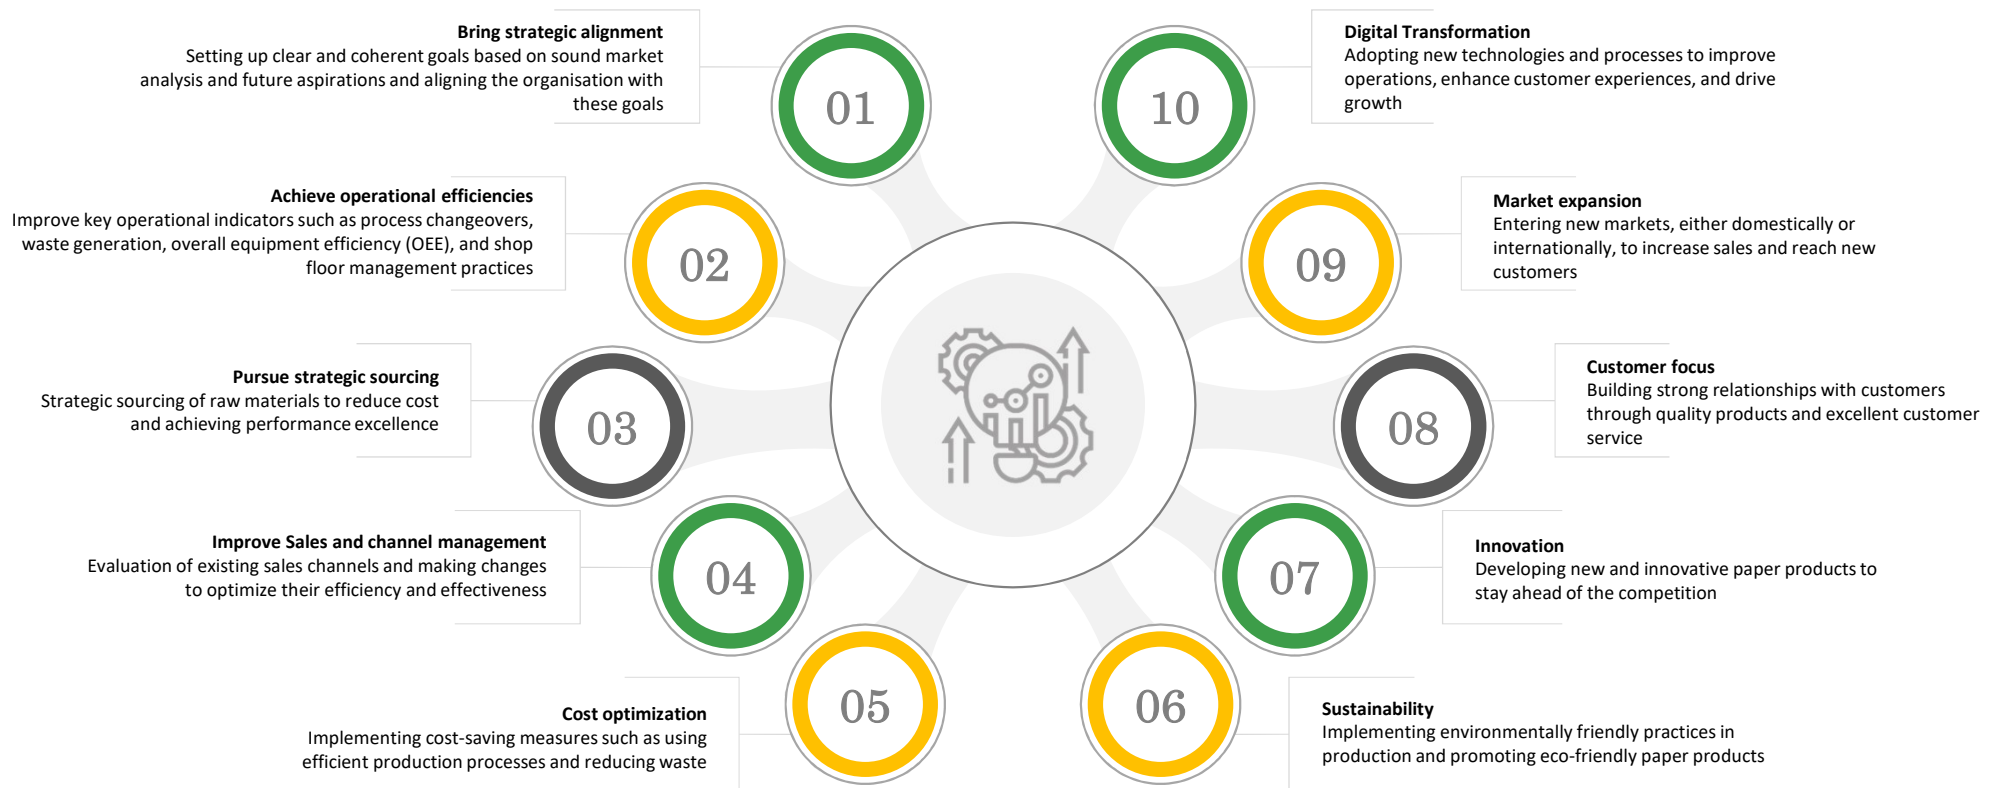 Bring strategic alignment
Setting up clear and coherent goals based on sound market
analysis and future aspirations and aligning the organisation with
these goals
01
Achieve operational efficiencies
Improve key operational indicators such as process changeovers,
waste generation, overall equipment efficiency (OEE), and shop
floor management practices
02
Pursue strategic sourcing
Strategic sourcing of raw materials to reduce cost
and achieving performance excellence
03
Improve Sales and channel management
Evaluation of existing sales channels and making changes
to optimize their efficiency and effectiveness
04
Cost optimization
Implementing cost-saving measures such as using
efficient production processes and reducing waste
05
06
Sustainability
Implementing environmentally friendly practices in
production and promoting eco-friendly paper products
07
Innovation
Developing new and innovative paper products to
stay ahead of the competition
08
Customer focus
Building strong relationships with customers
through quality products and excellent customer
service
09
Market expansion
Entering new markets, either domestically or
internationally, to increase sales and reach new
customers
10
Digital Transformation
Adopting new technologies and processes to improve
operations, enhance customer experiences, and drive
growth